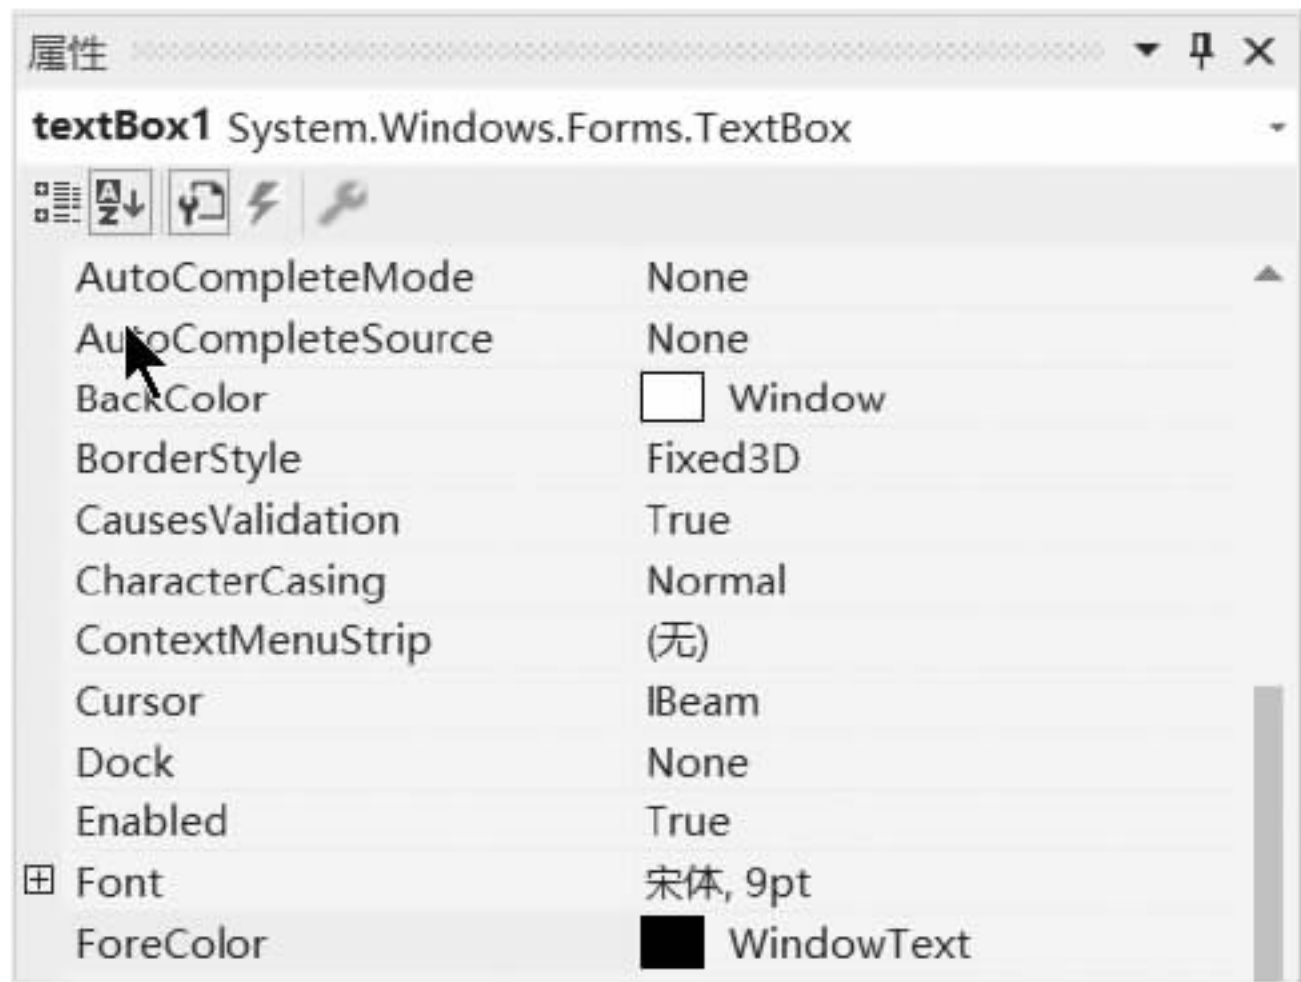 属性
textBox1 System.Windows.Forms.TextBox
AutoCompleteMode None
AutoCompleteSource None
BackColor Window
BorderStyle Fixed3D
CausesValidation True
CharacterCasing Normal
ContextMenuStrip (无)
Cursor IBeam
Dock None
Enabled True
Font 宋体, 9pt
ForeColor WindowText